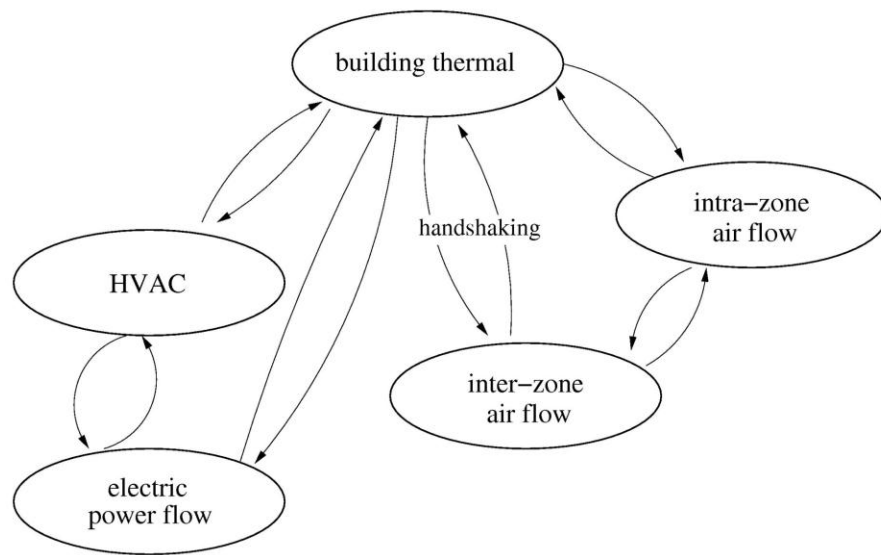 building thermal
intra−zone
air flow
handshaking
HVAC
inter−zone
air flow
electric
power flow